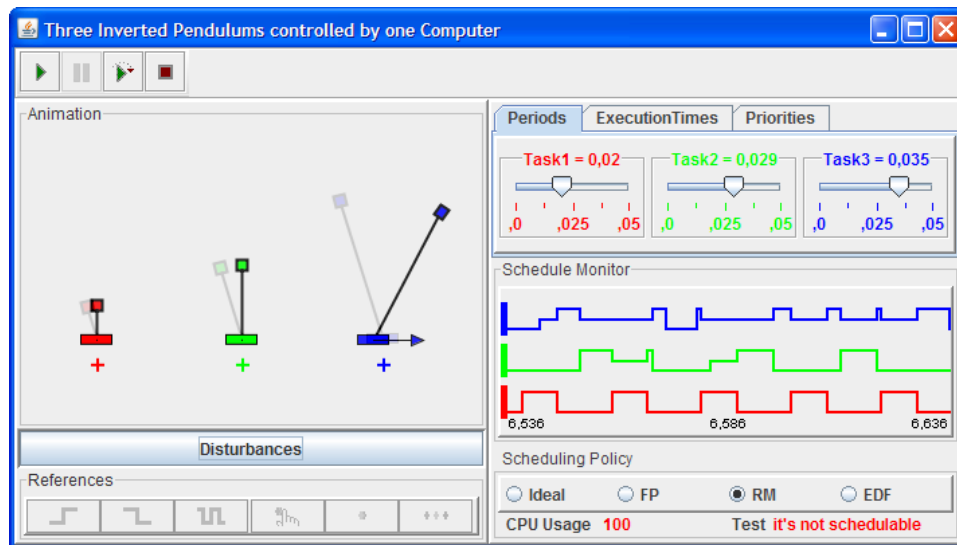 Three Inverted Pendulums controlled by one Computer
Animation
Periods ExecutionTimes Priorities
Task1 = 0,02 Task2 = 0,029 Task3 = 0,035
,0 ,025 ,05 ,0 ,025 ,05 ,0 ,025 ,05
Schedule Monitor
6,536 6,586 6,636
Disturbances
Scheduling Policy
References
Ideal FP RM EDF
CPU Usage 100 Test it's not schedulable